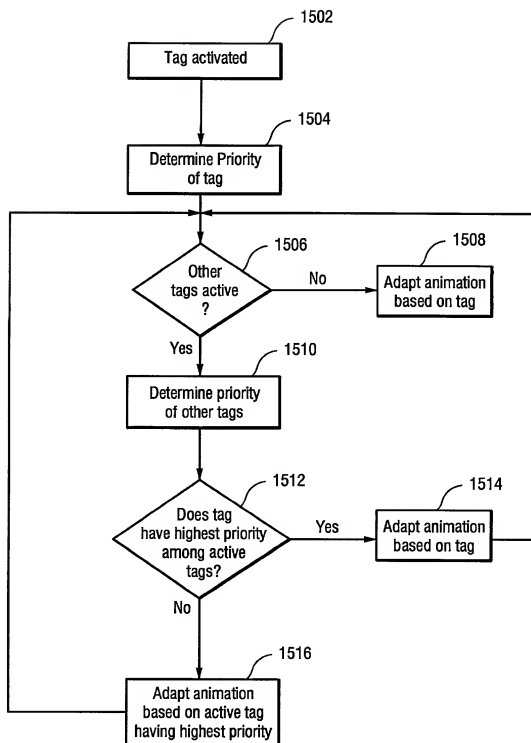 1502
Tag activated
1504
Determine Priority
of tag
1506
Other
tags active
?
No
1508
Adapt animation
based on tag
Yes
1510
Determine priority
of other tags
1512
Does tag
have highest priority
among active
tags?
Yes
1514
Adapt animation
based on tag
No
1516
Adapt animation
based on active tag
having highest priority